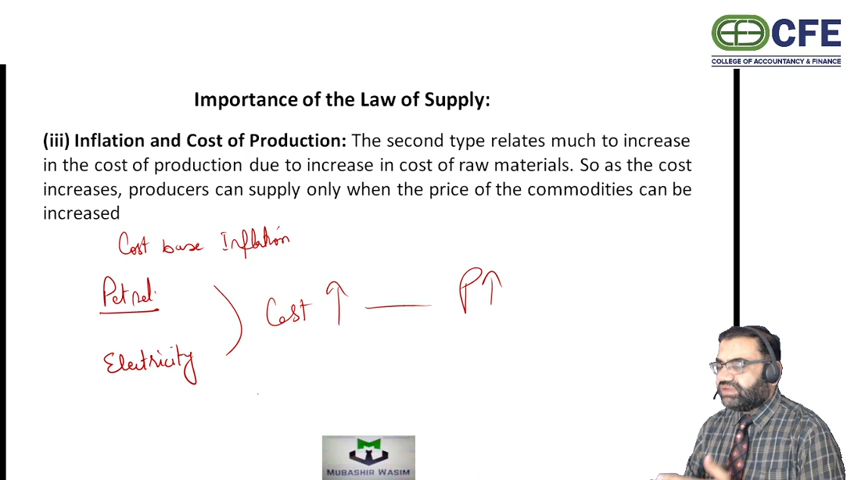 CFE
COLLEGE OF ACCOUNTANCY & FINANCE
Importance of the Law of Supply:
(iii) Inflation and Cost of Production: The second type relates much to increase
in the cost of production due to increase in cost of raw materials. So as the cost
increases, producers can supply only when the price of the commodities can be
increased
Cost base Inflation
Petrol
Electricity
Cost ↑ — P↑
MUBASHIR WASIM